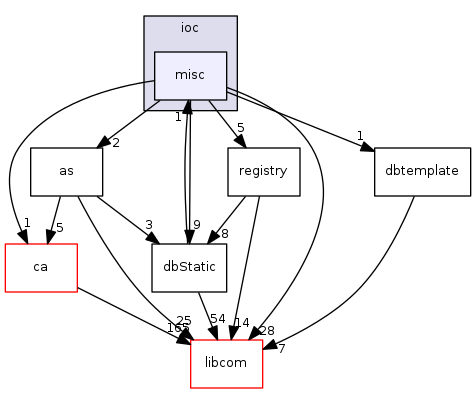 ioc
misc
1
5
1
2
as
registry
dbtemplate
1
5
3
9
8
ca
dbStatic
165
25
54
14
28
7
libcom